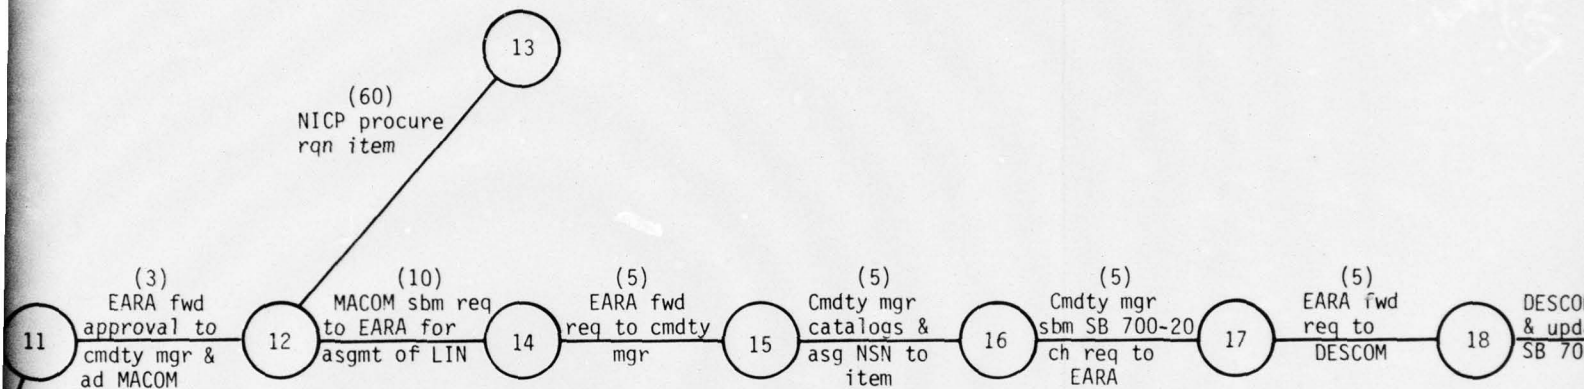 13
(60)
NICP procure
rqn item
11
(3)
EARA fwd
approval to
cmdty mgr &
ad MACOM
12
(10)
MACOM sbm req
to EARA for
asgmt of LIN
14
(5)
EARA fwd
req to cmdty
mgr
15
(5)
Cmdty mgr
catalogs &
asg NSN to
item
16
(5)
Cmdty mgr
sbm SB 700-20
ch req to
EARA
17
(5)
EARA fwd
req to
DESCOM
18
& upd
SB 70